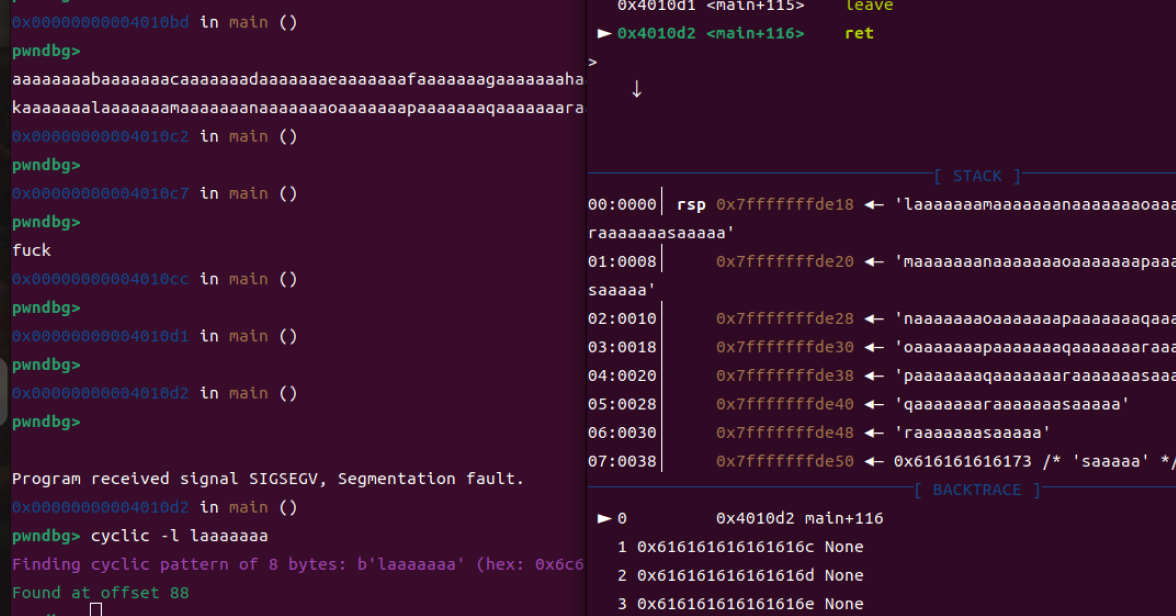 0x00000000004010bd in main ()
pwndbg>
aaaaaaaabaaaaaaacaaaaaaadaaaaaaaeaaaaaaafaaaaaaagaaaaaaaha
kaaaaaaalaaaaaaamaaaaaaanaaaaaaaoaaaaaaapaaaaaaaqaaaaaaara
0x00000000004010c2 in main ()
pwndbg>
0x00000000004010c7 in main ()
pwndbg>
fuck
0x00000000004010cc in main ()
pwndbg>
0x00000000004010d1 in main ()
pwndbg>
0x00000000004010d2 in main ()
pwndbg>
Program received signal SIGSEGV, Segmentation fault.
0x00000000004010d2 in main ()
pwndbg> cyclic -l laaaaaaa
Finding cyclic pattern of 8 bytes: b'laaaaaaa' (hex: 0x6c6
Found at offset 88
0x4010d1 <main+115> leave
► 0x4010d2 <main+116> ret
>
↓
[ STACK ]
00:0000│ rsp 0x7fffffffde18 ◄— 'laaaaaaamaaaaaaanaaaaaaaoaaa
raaaaaaasaaaaa'
01:0008│ 0x7fffffffde20 ◄— 'maaaaaaanaaaaaaaoaaaaaaapaaa
saaaaa'
02:0010│ 0x7fffffffde28 ◄— 'naaaaaaaoaaaaaaapaaaaaaaqaaa
03:0018│ 0x7fffffffde30 ◄— 'oaaaaaaapaaaaaaaqaaaaaaaraaa
04:0020│ 0x7fffffffde38 ◄— 'paaaaaaaqaaaaaaaraaaaaaasaaa
05:0028│ 0x7fffffffde40 ◄— 'qaaaaaaaraaaaaaasaaaaa'
06:0030│ 0x7fffffffde48 ◄— 'raaaaaaasaaaaa'
07:0038│ 0x7fffffffde50 ◄— 0x616161616173 /* 'saaaaa' */
[ BACKTRACE ]
► 0 0x4010d2 main+116
1 0x616161616161616c None
2 0x616161616161616d None
3 0x616161616161616e None